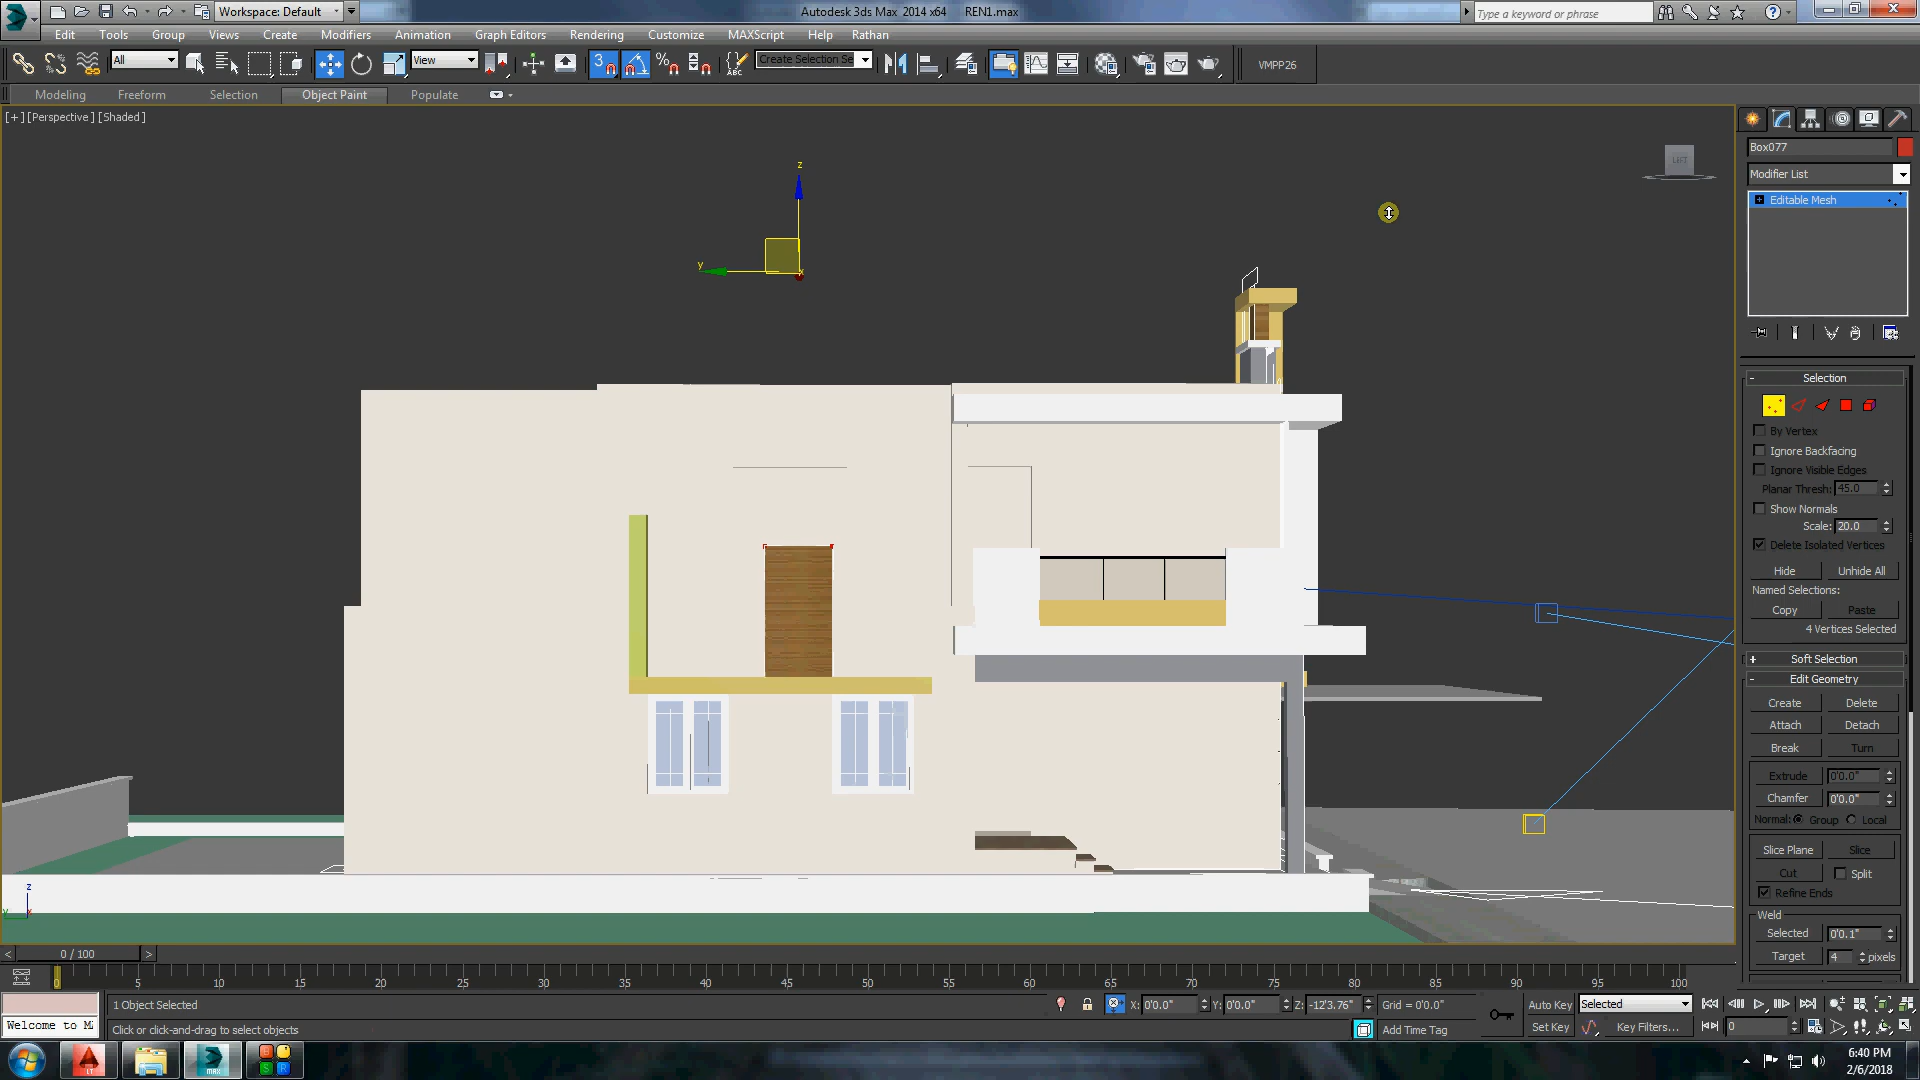 Workspace: Default
Autodesk 3ds Max 2014 x64 REN1.max
Type a keyword or phrase
Edit Tools Group Views Create Modifiers Animation Graph Editors Rendering Customize MAXScript Help Rathan
All View 3 ABC Create Selection Se VMPP26
Modeling Freeform Selection Object Paint Populate
[+] [Perspective] [Shaded]
z
y
x
LEFT
Box077
Modifier List
Editable Mesh
Selection
By Vertex
Ignore Backfacing
Ignore Visible Edges
Planar Thresh: 45.0
Show Normals
Scale: 20.0
Delete Isolated Vertices
Hide Unhide All
Named Selections:
Copy Paste
4 Vertices Selected
Soft Selection
Edit Geometry
Create Delete
Attach Detach
Break Turn
Extrude 0'0.0"
Chamfer 0'0.0"
Normal: Group Local
Slice Plane Slice
Cut Split
Refine Ends
Weld
Selected 0'0.1"
Target 4 pixels
z
y x
< 0 / 100 >
0 5 10 15 20 25 30 35 40 45 50 55 60 65 70 75 80 85 90 95 100
1 Object Selected
X: 0'0.0" Y: 0'0.0" Z: -12'3.76" Grid = 0'0.0"
Auto Key Selected
Welcome to M
Click or click-and-drag to select objects
Add Time Tag
Set Key Key Filters... 0
LT MAX B S R
6:40 PM
2/6/2018